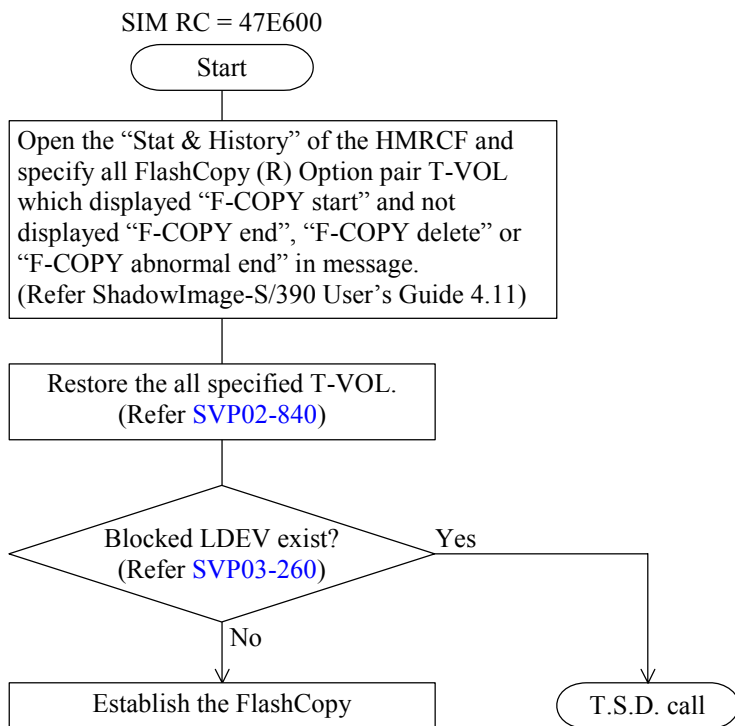 SIM RC = 47E600
Start
Open the “Stat & History” of the HMRCF and
specify all FlashCopy (R) Option pair T-VOL
which displayed “F-COPY start” and not
displayed “F-COPY end”, “F-COPY delete” or
“F-COPY abnormal end” in message.
(Refer ShadowImage-S/390 User’s Guide 4.11)
Restore the all specified T-VOL.
(Refer SVP02-840)
Blocked LDEV exist?
(Refer SVP03-260)
Yes
No
Establish the FlashCopy
T.S.D. call